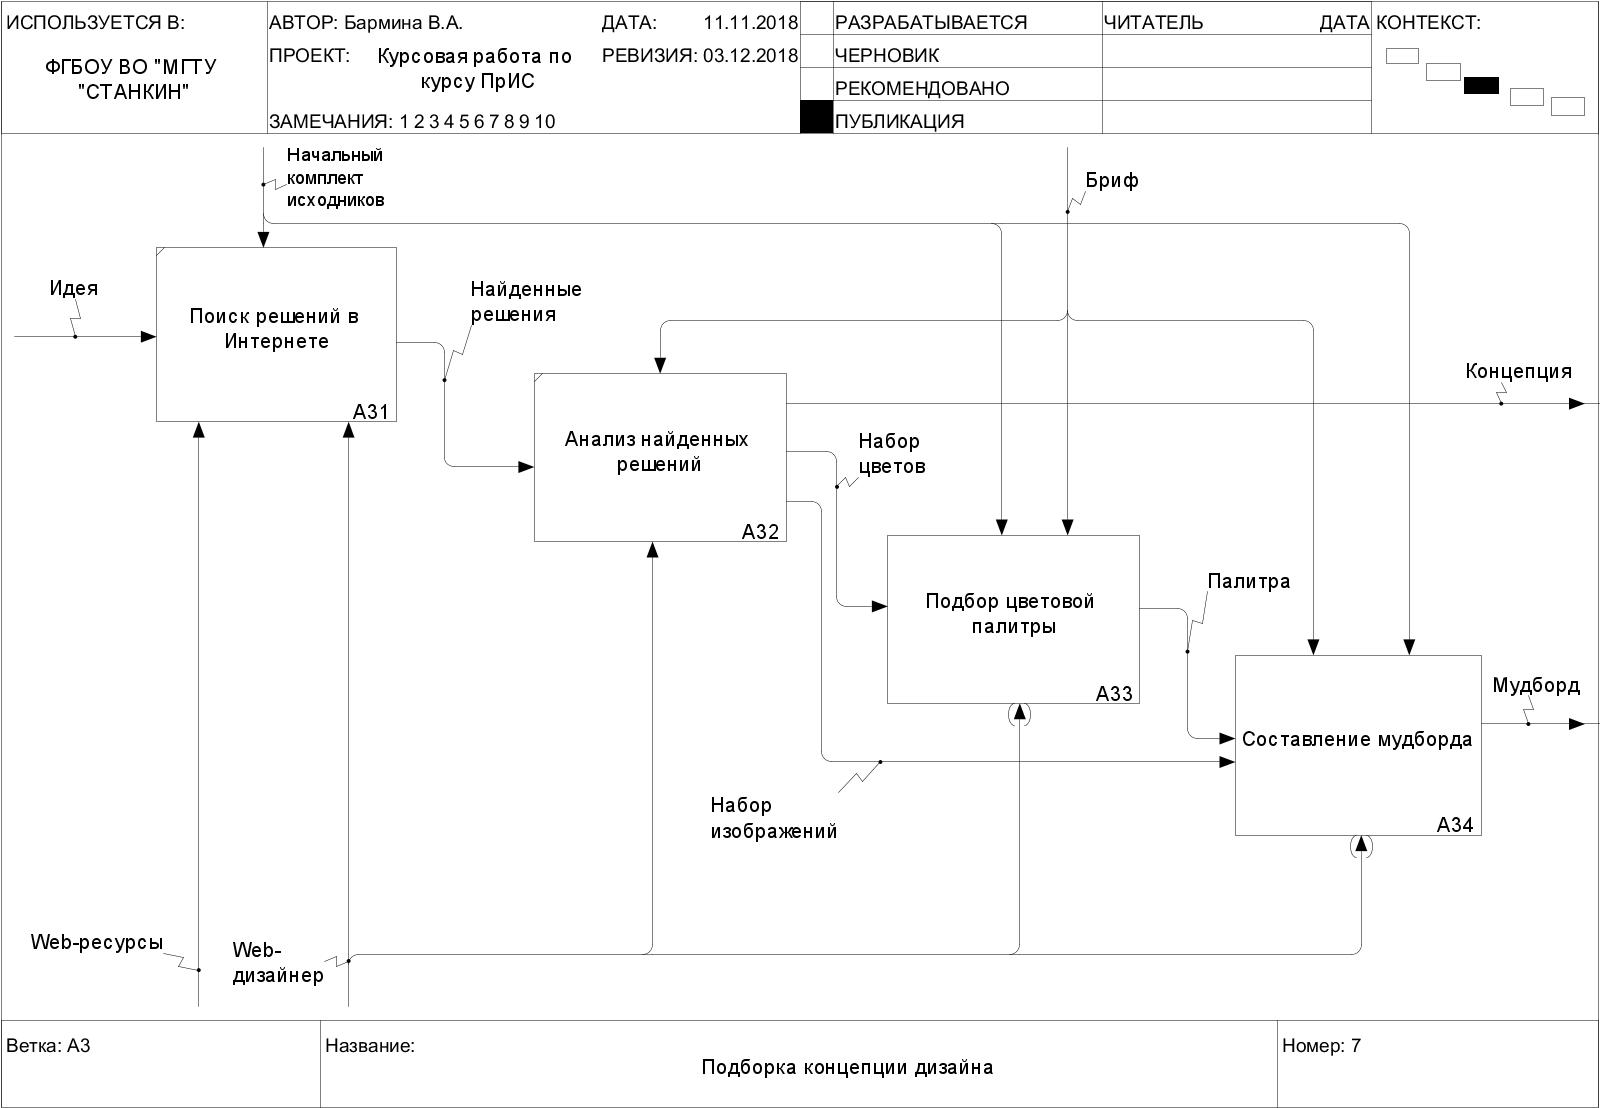 ИСПОЛЬЗУЕТСЯ В:
ФГБОУ ВО "МГТУ
"СТАНКИН"
АВТОР: Бармина В.А.
ДАТА: 11.11.2018
ПРОЕКТ: Курсовая работа по
курсу ПрИС
РЕВИЗИЯ: 03.12.2018
ЗАМЕЧАНИЯ: 1 2 3 4 5 6 7 8 9 10
РАЗРАБАТЫВАЕТСЯ
ЧЕРНОВИК
РЕКОМЕНДОВАНО
ПУБЛИКАЦИЯ
ЧИТАТЕЛЬ ДАТА
КОНТЕКСТ:
Начальный
комплект
исходников
Бриф
Идея
Поиск решений в
Интернете
A31
Найденные
решения
Концепция
Анализ найденных
решений
A32
Набор
цветов
Палитра
Подбор цветовой
палитры
A33
Мудборд
Составление мудборда
A34
Набор
изображений
Web-ресурсы
Web-
дизайнер
Ветка: A3
Название:
Подборка концепции дизайна
Номер: 7